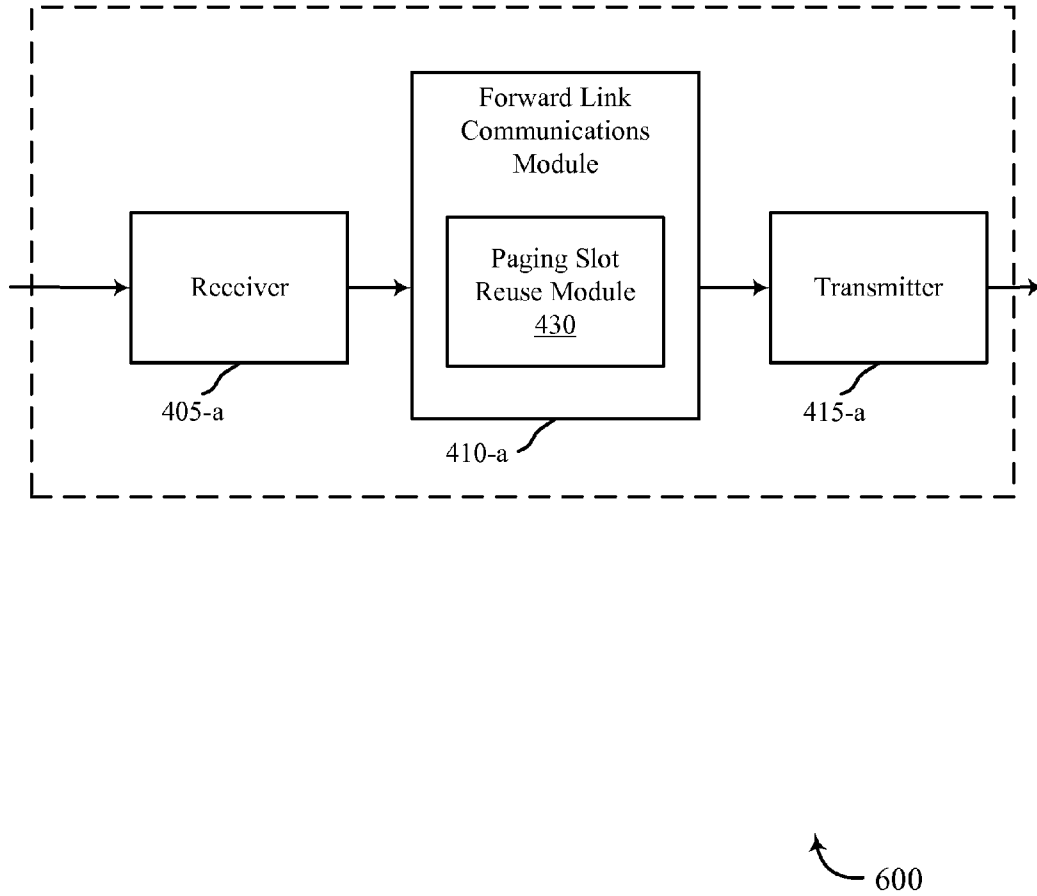 Forward Link
Communications
Module
Receiver
Paging Slot
Reuse Module
430
Transmitter
405-a
410-a
415-a
600